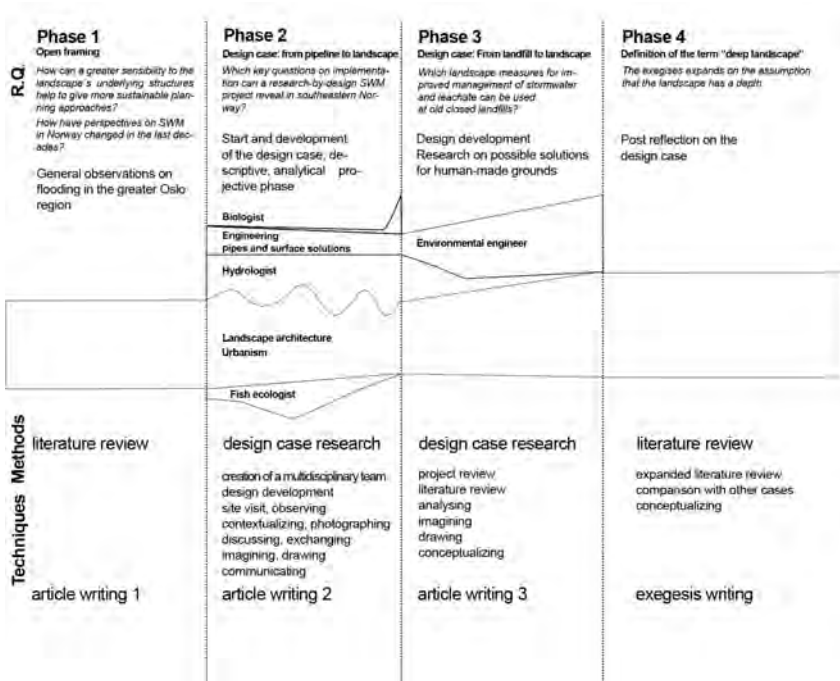 R.Q.
Phase 1
Open framing
How can a greater sensibility to the
landscape's underlying structures
help to give more sustainable plan-
ning approaches?
How have perspectives on SWM
in Norway changed in the last dec-
ades?
General observations on
flooding in the greater Oslo
region
Phase 2
Design case: from pipeline to landscape
Which key questions on implementa-
tion can a research-by-design SWM
project reveal in southeastern Nor-
way?
Start and development
of the design case, de-
scriptive, analytical pro-
jective phase
Phase 3
Design case: From landfill to landscape
Which landscape measures for im-
proved management of stormwater
and leachate can be used
at old closed landfills?
Design development
Research on possible solutions
for human-made grounds
Phase 4
Definition of the term "deep landscape"
The exegises expands on the assumption
that the landscape has a depth
Post reflection on the
design case
Biologist
Engineering
pipes and surface solutions
Hydrologist
Landscape architecture
Urbanism
Fish ecologist
Environmental engineer
Methods
literature review
design case research
design case research
literature review
Techniques
creation of a multidisciplinary team
design development
site visit, observing
contextualizing, photographing
discussing, exchanging
imagining, drawing
communicating
project review
literature review
analysing
imagining
drawing
conceptualizing
expanded literature review
comparison with other cases
conceptualizing
article writing 1
article writing 2
article writing 3
exegesis writing